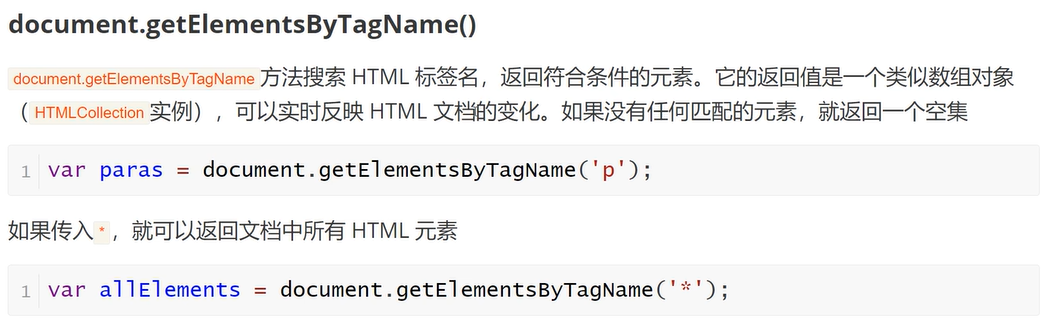 document.getElementsByTagName()
document.getElementsByTagName方法搜索 HTML 标签名，返回符合条件的元素。它的返回值是一个类似数组对象
（HTMLCollection实例），可以实时反映 HTML 文档的变化。如果没有任何匹配的元素，就返回一个空集
1 var paras = document.getElementsByTagName('p');
如果传入*，就可以返回文档中所有 HTML 元素
1 var allElements = document.getElementsByTagName('*');